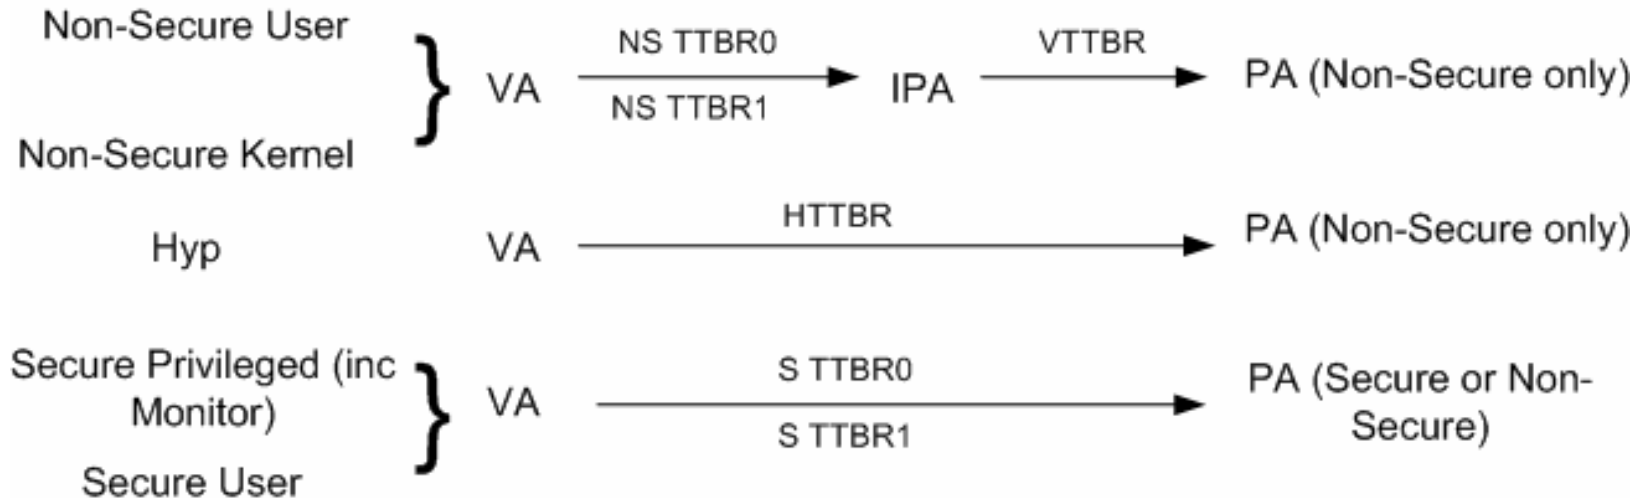 Non-Secure User
NS TTBR0
VTTBR
VA
IPA
PA (Non-Secure only)
NS TTBR1
Non-Secure Kernel
HTTBR
Hyp
VA
PA (Non-Secure only)
Secure Privileged (inc
Monitor)
S TTBR0
VA
PA (Secure or Non-
Secure)
S TTBR1
Secure User